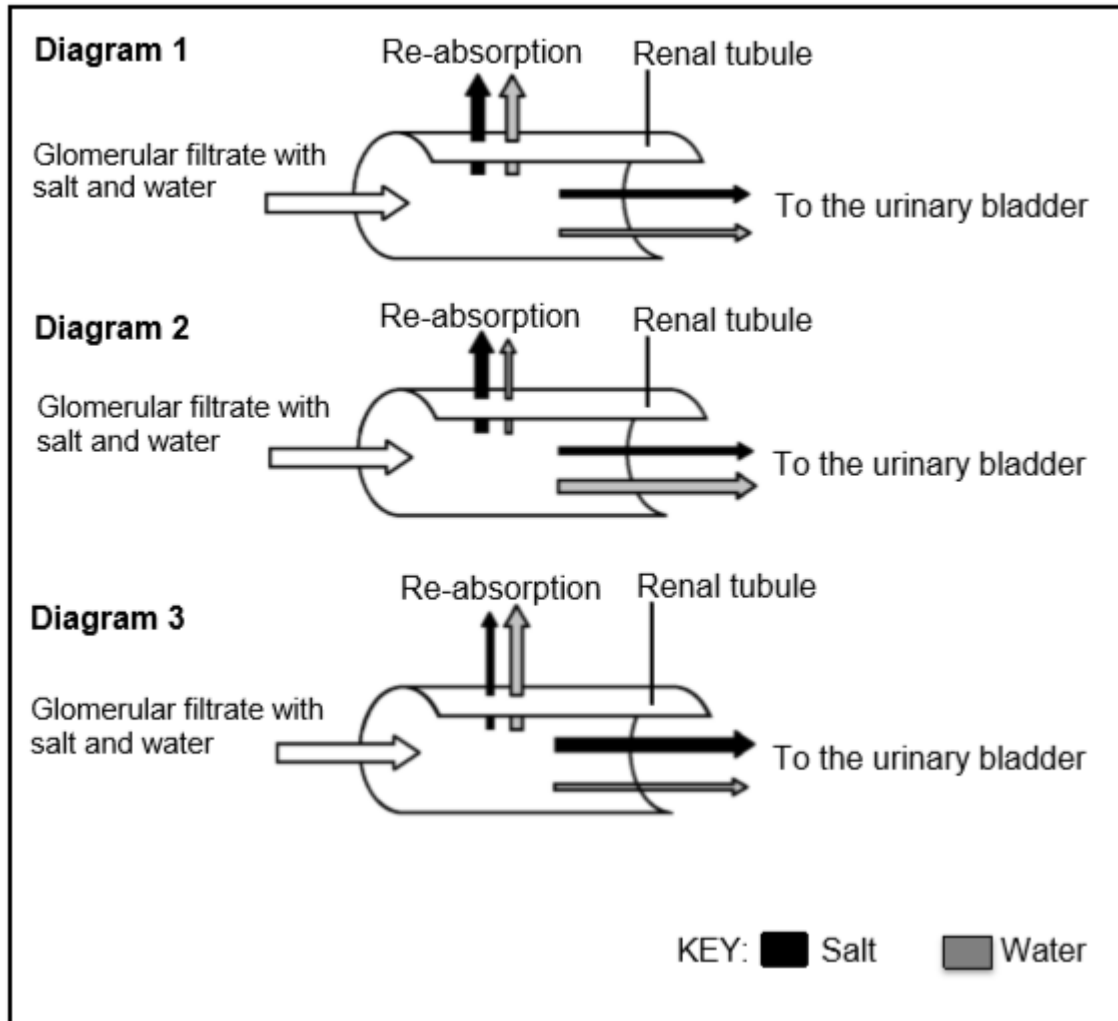 Diagram 1
Re-absorption
Renal tubule
Glomerular filtrate with
salt and water
To the urinary bladder
Diagram 2
Re-absorption
Renal tubule
Glomerular filtrate with
salt and water
To the urinary bladder
Diagram 3
Re-absorption
Renal tubule
Glomerular filtrate with
salt and water
To the urinary bladder
KEY: Salt Water